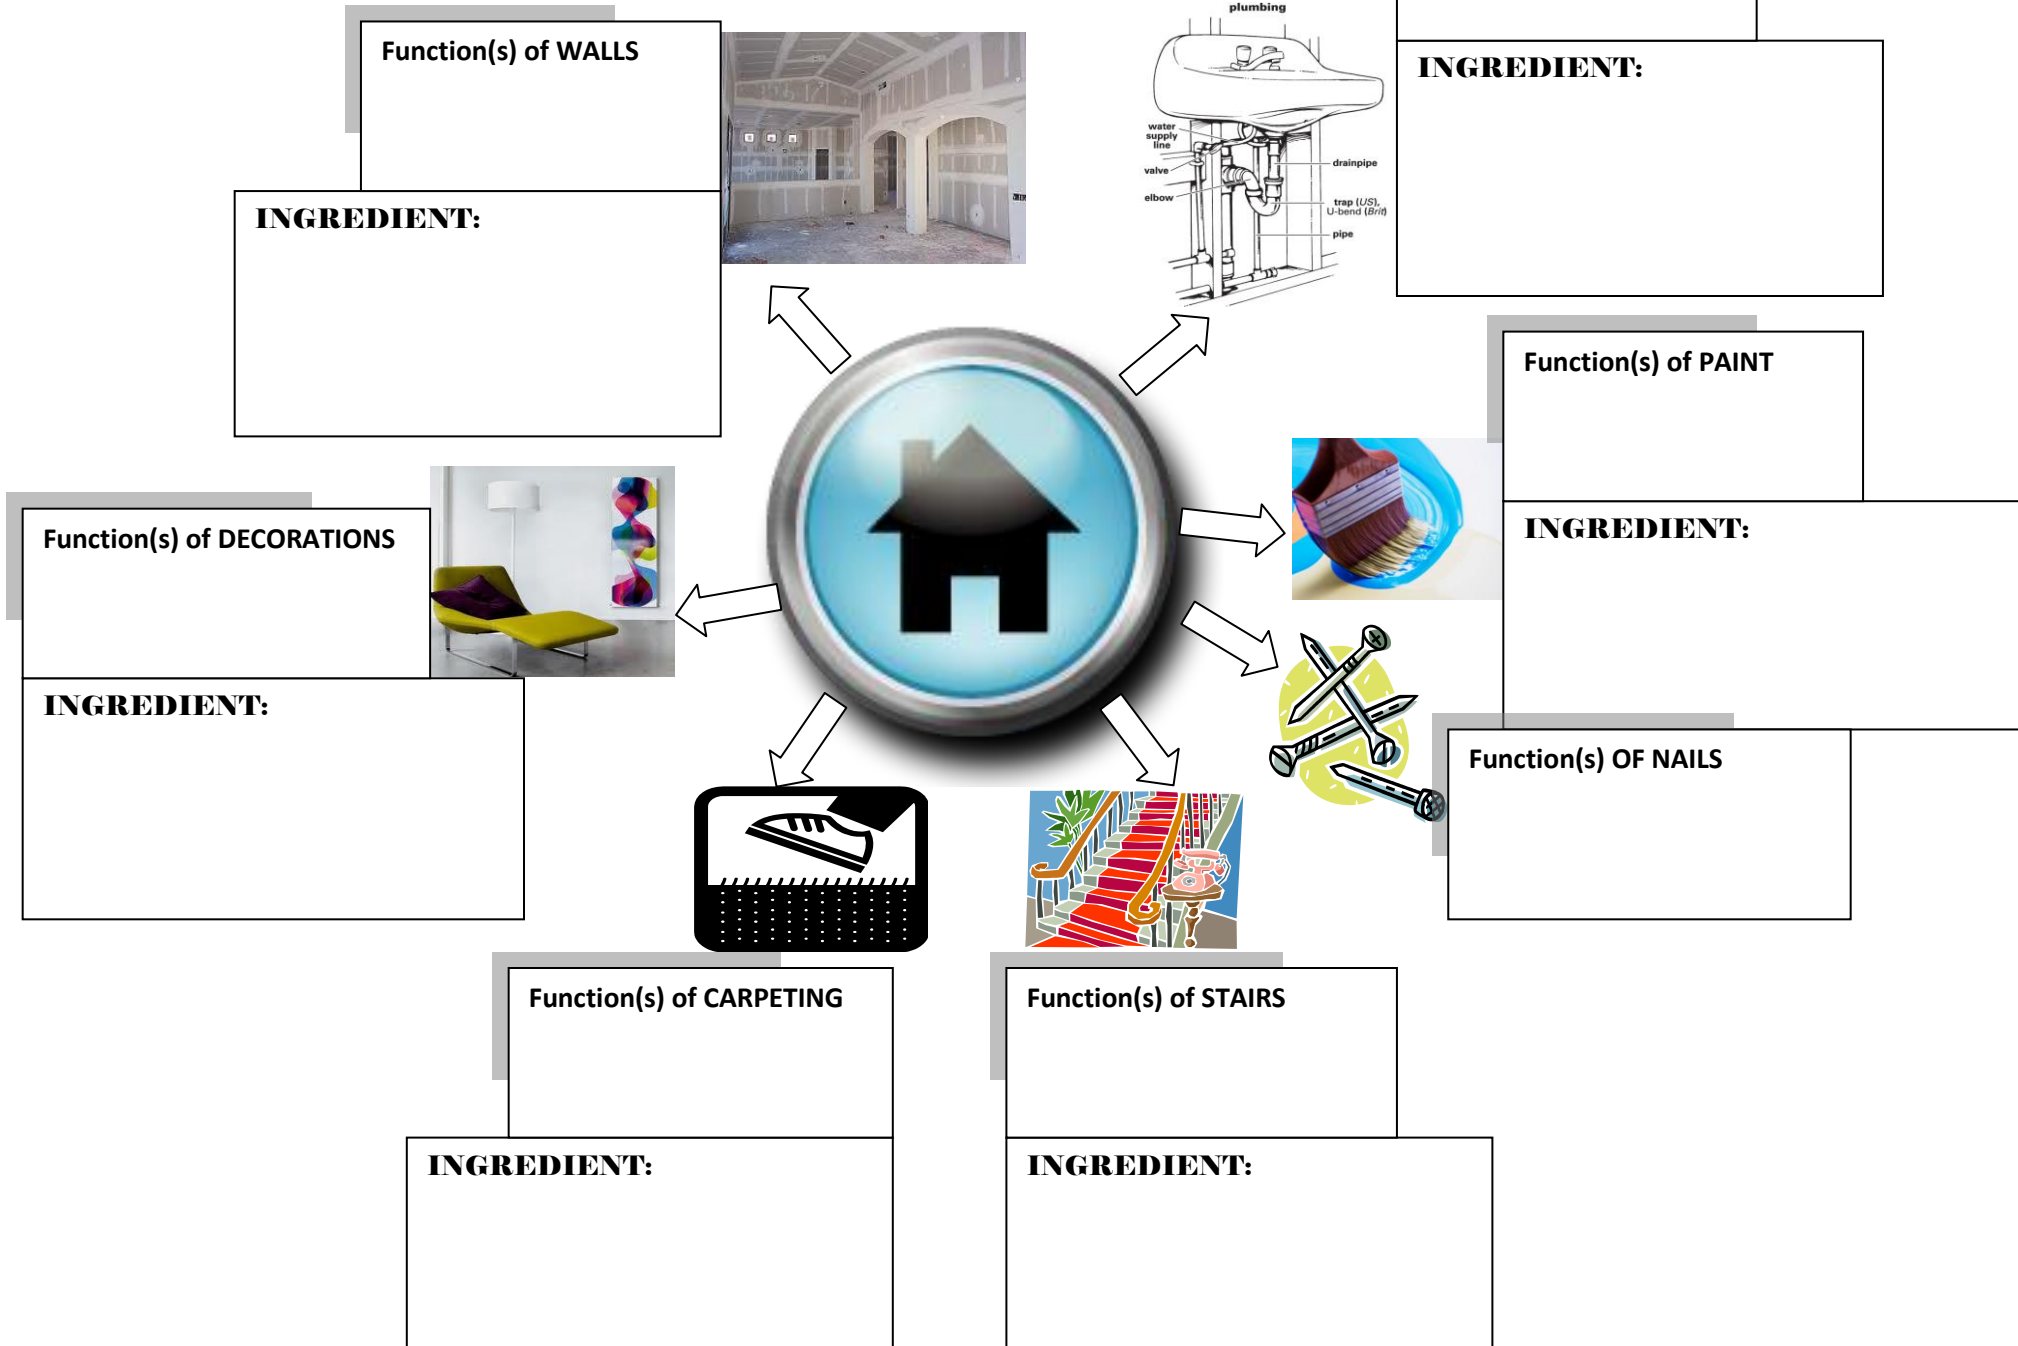 plumbing
Function(s) of WALLS
INGREDIENT:
water
supply
line
valve
elbow
drainpipe
trap (US),
U-bend (Brit)
pipe
INGREDIENT:
Function(s) of PAINT
INGREDIENT:
Function(s) of DECORATIONS
INGREDIENT:
Function(s) OF NAILS
Function(s) of CARPETING
INGREDIENT:
Function(s) of STAIRS
INGREDIENT: